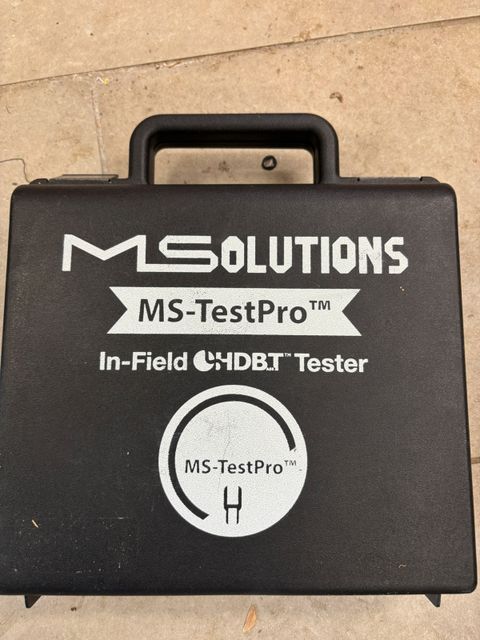 MSOLUTIONS
MS-TestPro™
In-Field HDBT™ Tester
MS-TestPro™